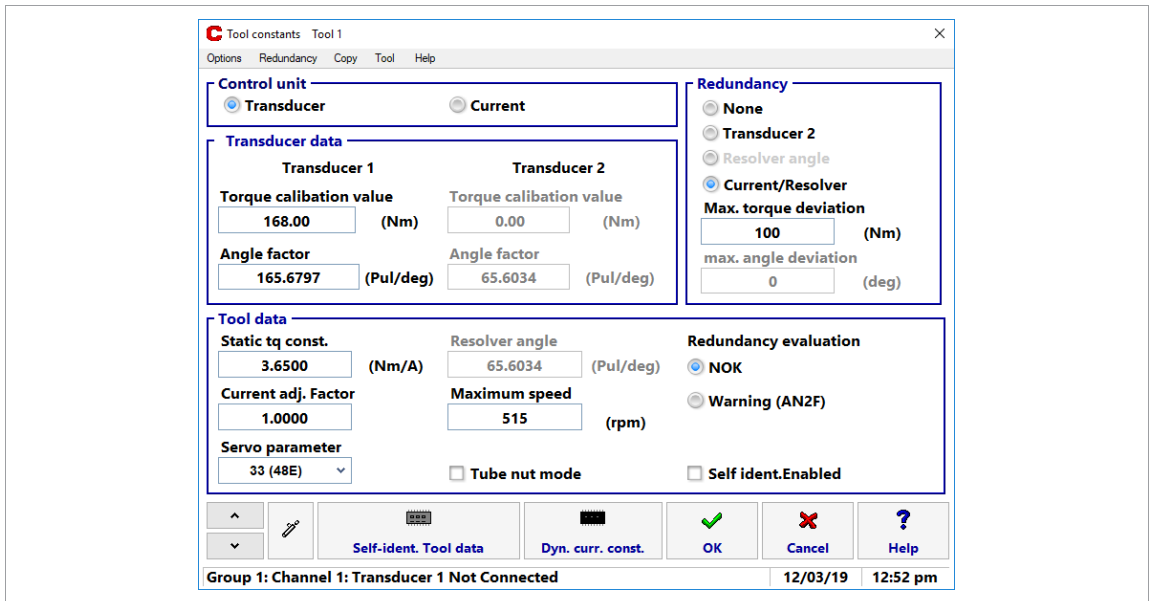 C Tool constants Tool 1
Options Redundancy Copy Tool Help
Control unit
Transducer Current
Redundancy
None
Transducer 2
Resolver angle
Current/Resolver
Max. torque deviation
100 (Nm)
max. angle deviation
0 (deg)
Transducer data
Transducer 1 Transducer 2
Torque calibation value Torque calibation value
168.00 (Nm) 0.00 (Nm)
Angle factor Angle factor
165.6797 (Pul/deg) 65.6034 (Pul/deg)
Tool data
Static tq const. Resolver angle Redundancy evaluation
3.6500 (Nm/A) 65.6034 (Pul/deg) NOK
Current adj. Factor Maximum speed Warning (AN2F)
1.0000 515 (rpm)
Servo parameter
33 (48E) Tube nut mode Self ident.Enabled
Self-ident. Tool data Dyn. curr. const. OK Cancel ? Help
Group 1: Channel 1: Transducer 1 Not Connected 12/03/19 12:52 pm